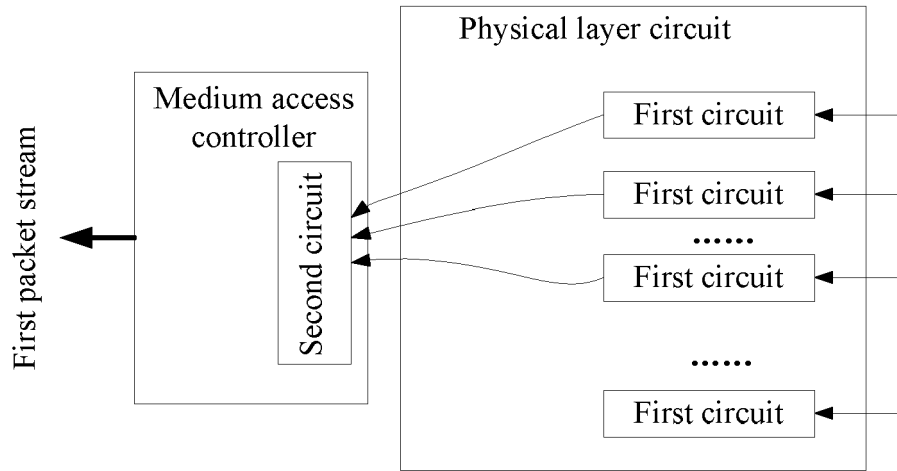 Physical layer circuit
Medium access
controller
First circuit
First circuit
......
First circuit
......
First circuit
Second circuit
First packet stream